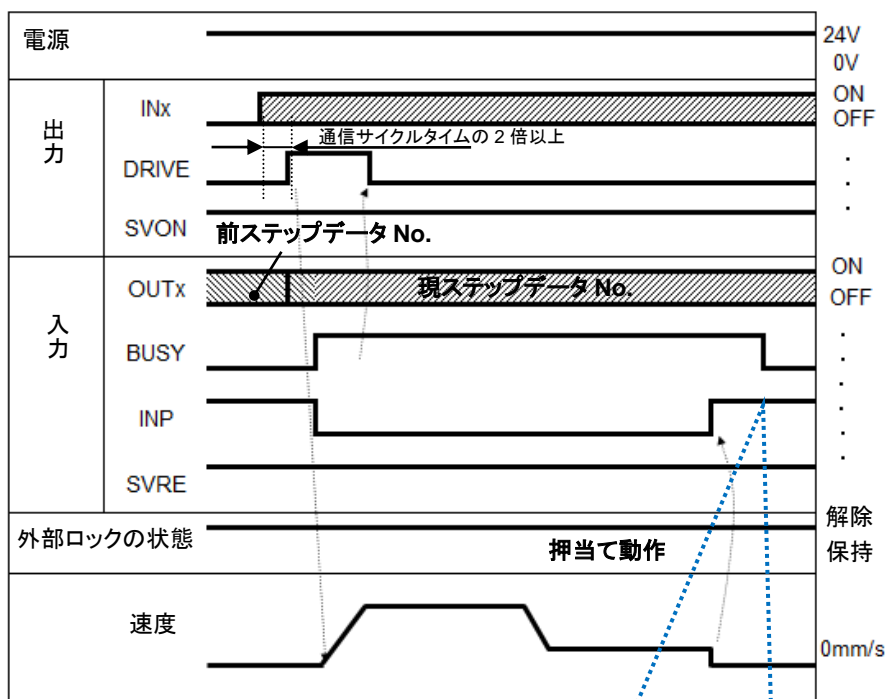 電源
24V
0V
出力
INx
ON
OFF
通信サイクルタイムの 2 倍以上
DRIVE
SVON
前ステップデータ No.
入力
OUTx
現ステップデータ No.
ON
OFF
BUSY
INP
SVRE
外部ロックの状態
解除
保持
押当て動作
速度
0mm/s